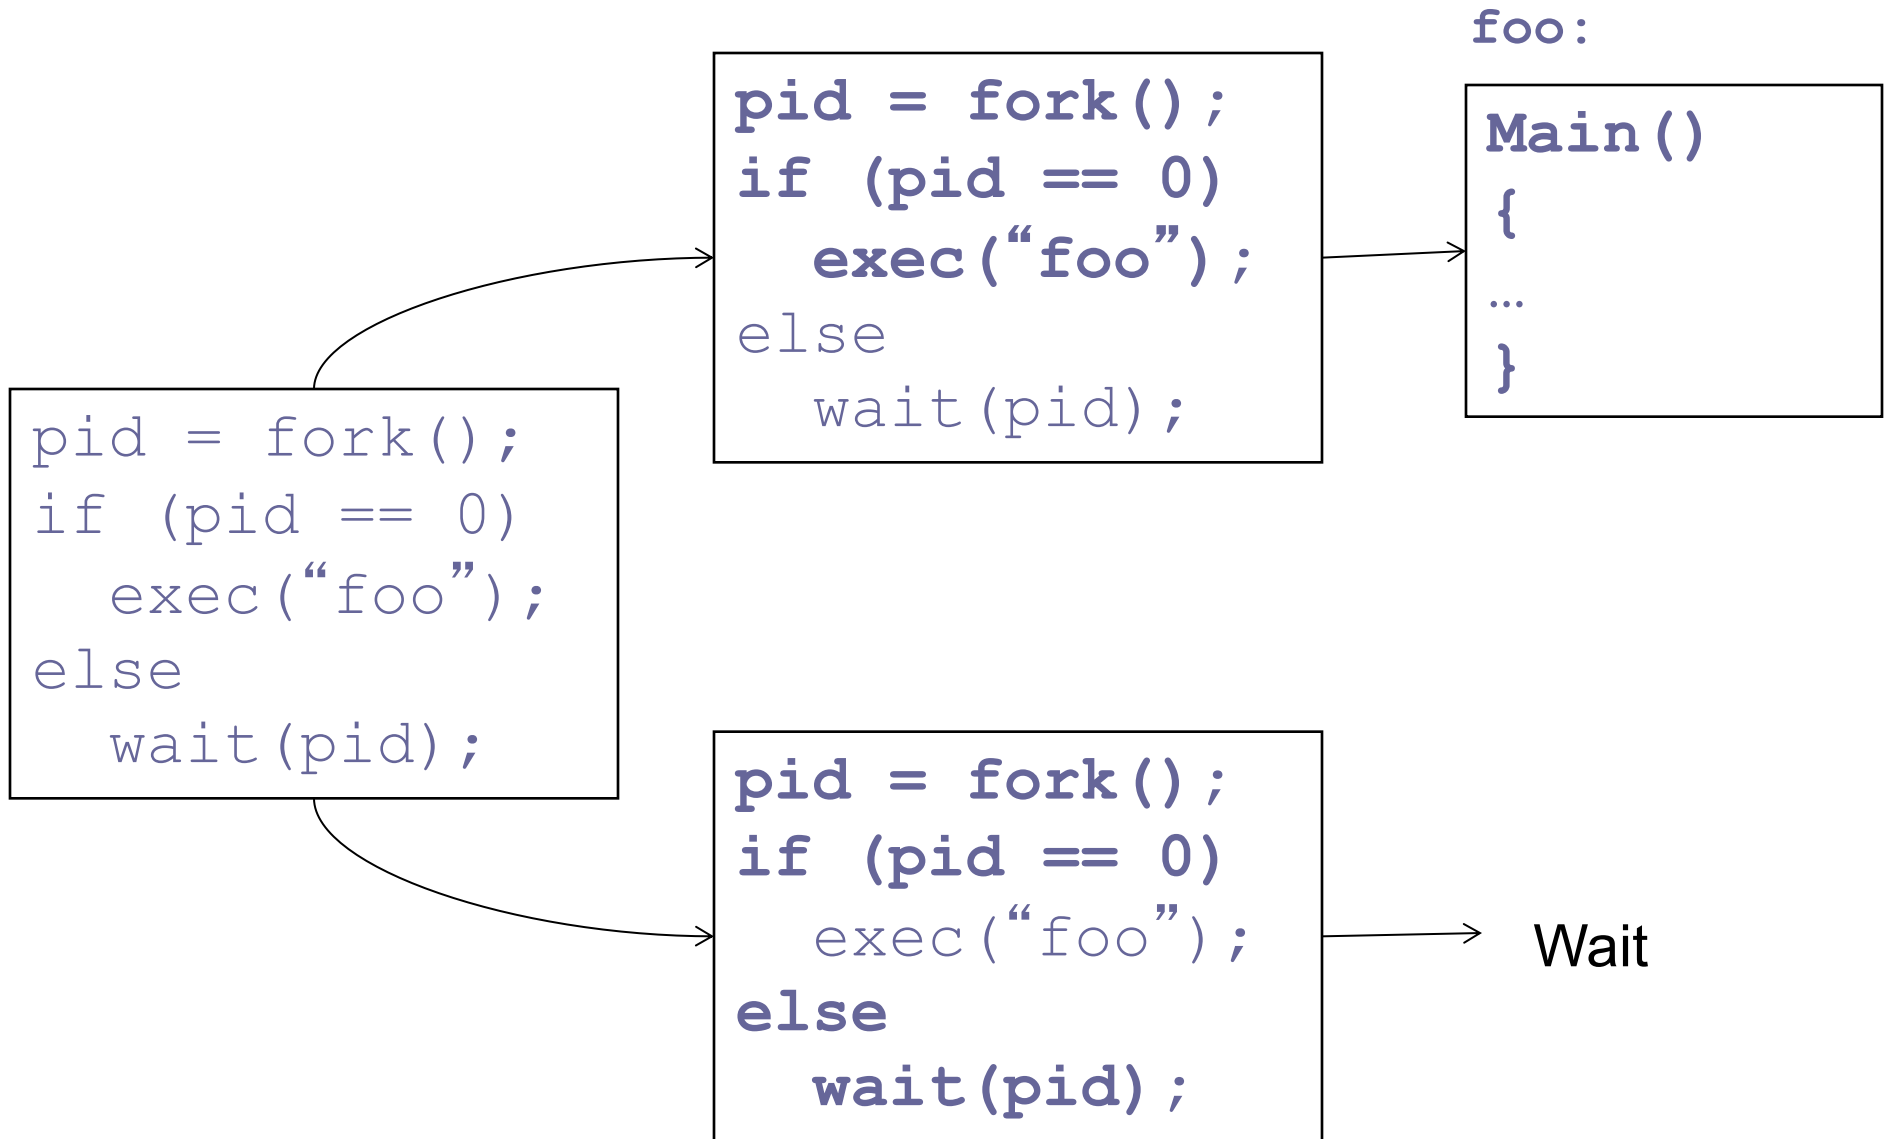 pid = fork();
if (pid == 0)
exec(“foo”);
else
wait(pid);
pid = fork();
if (pid == 0)
exec(“foo”);
else
wait(pid);
foo:
Main()
{
…
}
pid = fork();
if (pid == 0)
exec(“foo”);
else
wait(pid);
Wait